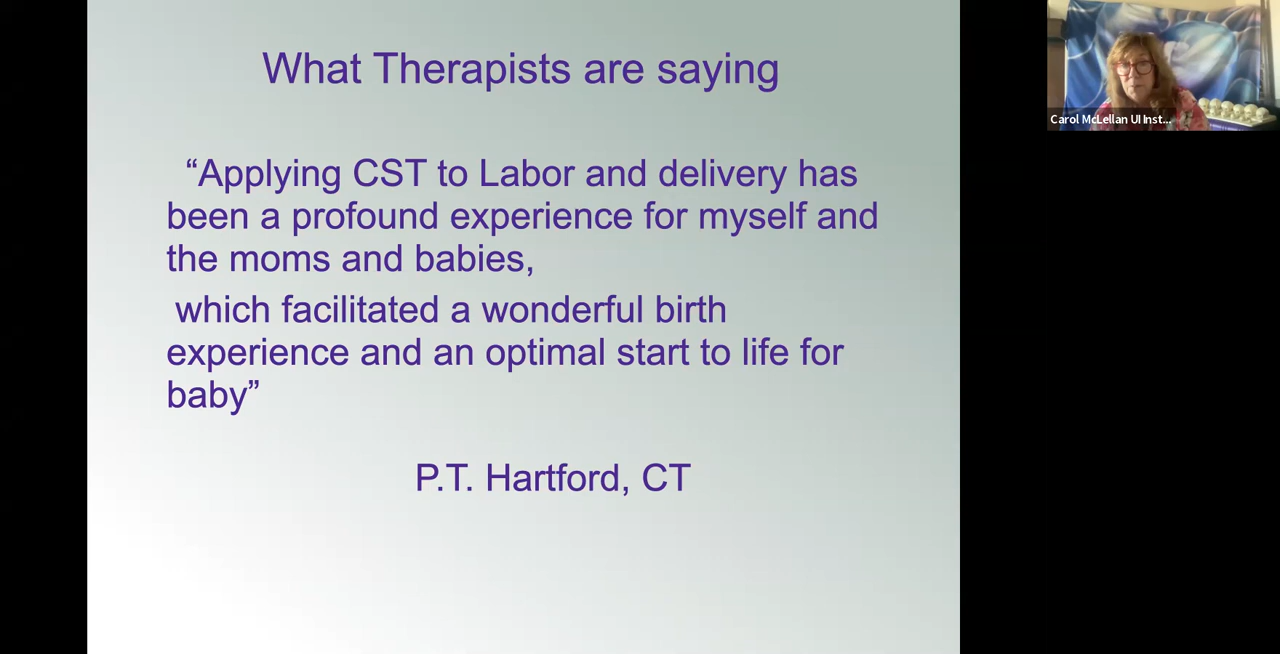 What Therapists are saying
“Applying CST to Labor and delivery has
been a profound experience for myself and
the moms and babies,
which facilitated a wonderful birth
experience and an optimal start to life for
baby”
P.T. Hartford, CT
Carol McLellan UI Inst...